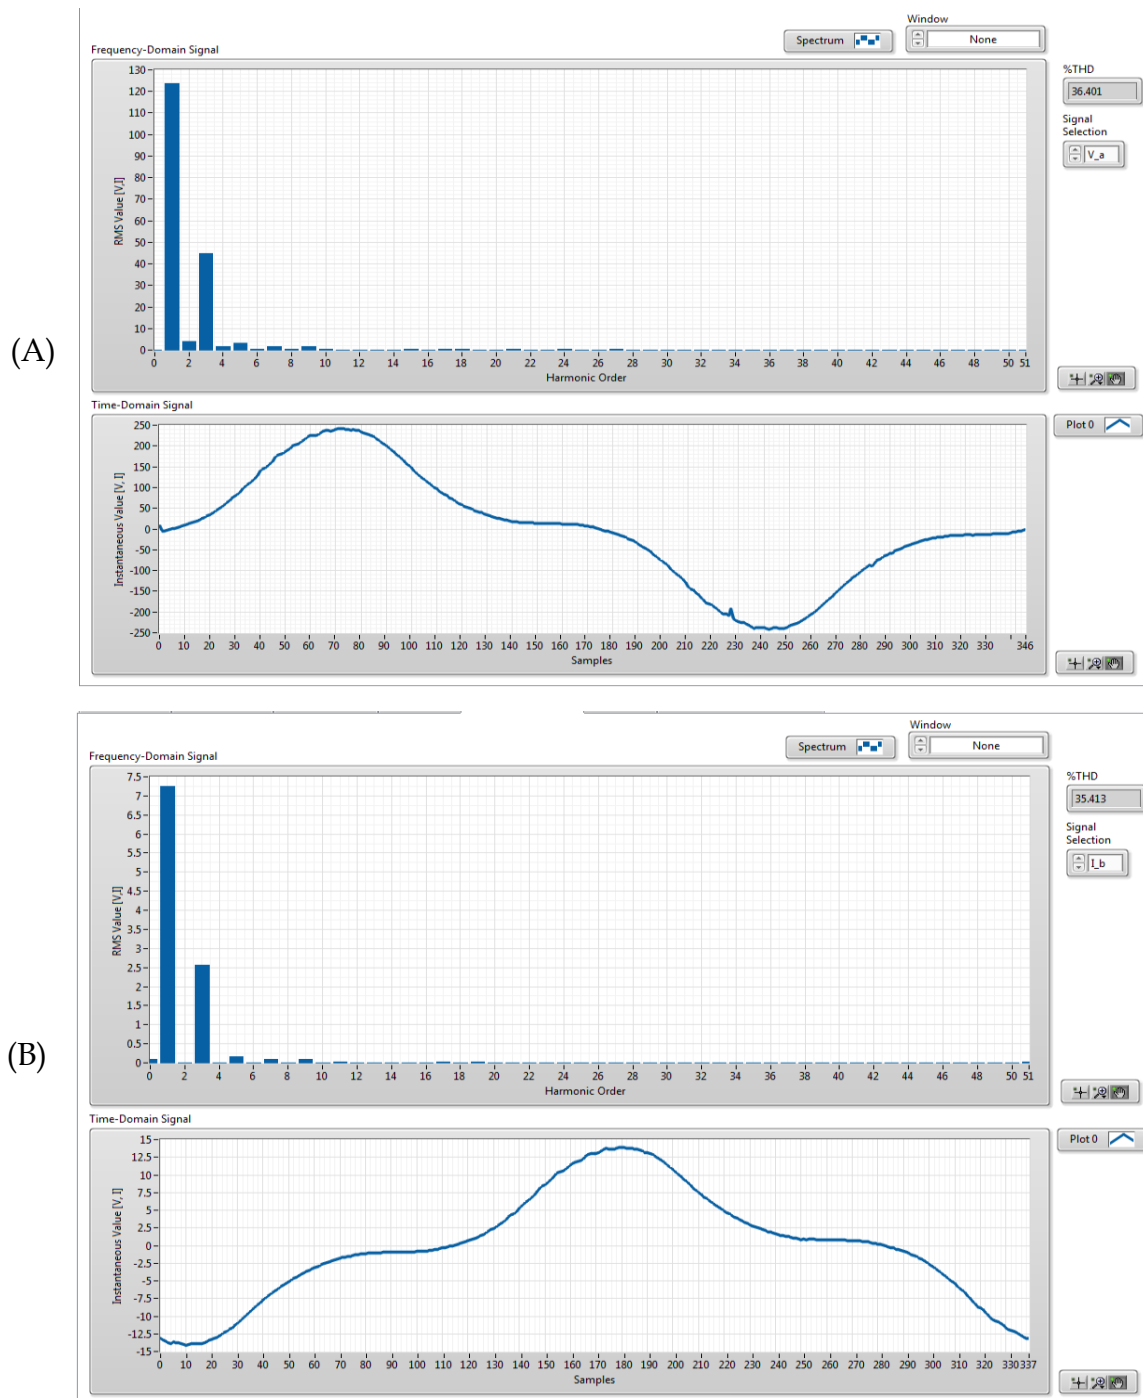 Window
Spectrum
None
Frequency-Domain Signal
%THD
36.401
Signal
Selection
V_a
RMS Value [V,I]
130
120
110
100
90
80
70
60
50
40
30
20
10
0
0 2 4 6 8 10 12 14 16 18 20 22 24 26 28 30 32 34 36 38 40 42 44 46 48 50 51
Harmonic Order
(A)
Time-Domain Signal
Plot 0
Instantaneous Value [V, I]
250
200
150
100
50
0
-50
-100
-150
-200
-250
0 10 20 30 40 50 60 70 80 90 100 110 120 130 140 150 160 170 180 190 200 210 220 230 240 250 260 270 280 290 300 310 320 330 346
Samples
Window
Spectrum
None
Frequency-Domain Signal
%THD
35.413
Signal
Selection
I_b
RMS Value [V,I]
7.5
7
6.5
6
5.5
5
4.5
4
3.5
3
2.5
2
1.5
1
0.5
0
0 2 4 6 8 10 12 14 16 18 20 22 24 26 28 30 32 34 36 38 40 42 44 46 48 50 51
Harmonic Order
(B)
Time-Domain Signal
Plot 0
Instantaneous Value [V, I]
15
12.5
10
7.5
5
2.5
0
-2.5
-5
-7.5
-10
-12.5
-15
0 10 20 30 40 50 60 70 80 90 100 110 120 130 140 150 160 170 180 190 200 210 220 230 240 250 260 270 280 290 300 310 320 330 337
Samples